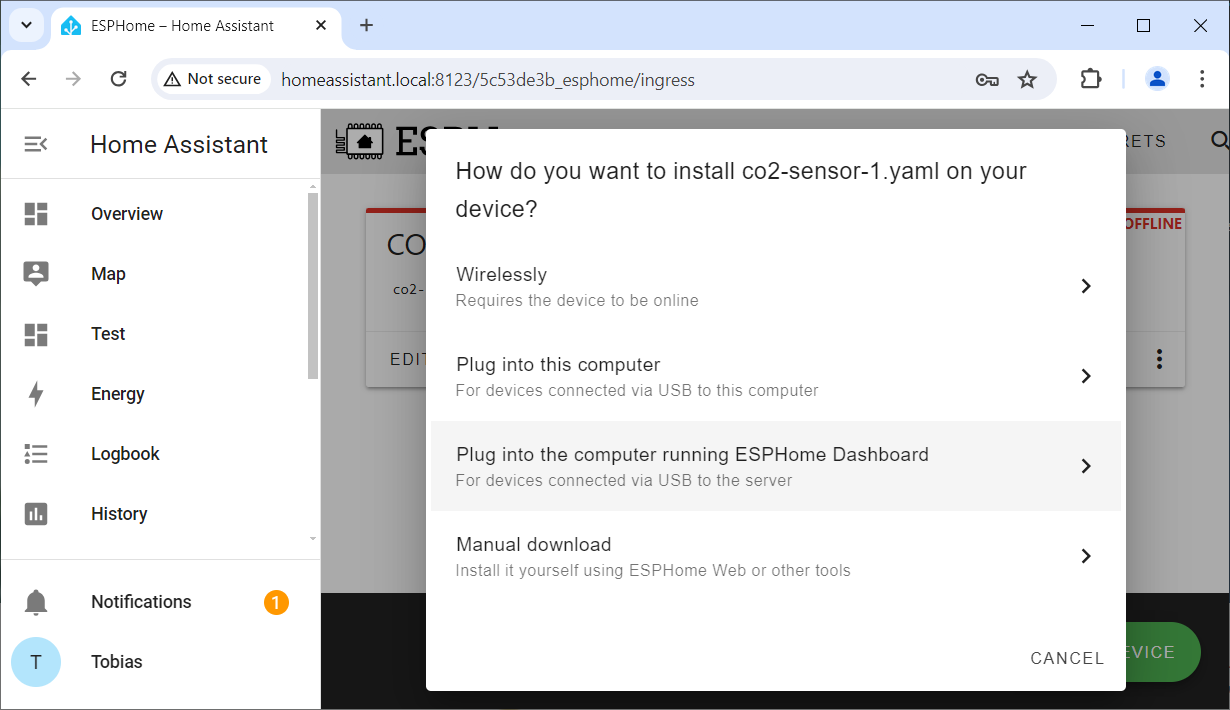 ESPHome – Home Assistant
Not secure
homeassistant.local:8123/5c53de3b_esphome/ingress
Home Assistant
Overview
Map
Test
Energy
Logbook
History
Notifications
1
T
Tobias
RETS
OFFLINE
CO
co2-
EDIT
EVICE
How do you want to install co2-sensor-1.yaml on your
device?
Wirelessly
Requires the device to be online
Plug into this computer
For devices connected via USB to this computer
Plug into the computer running ESPHome Dashboard
For devices connected via USB to the server
Manual download
Install it yourself using ESPHome Web or other tools
CANCEL